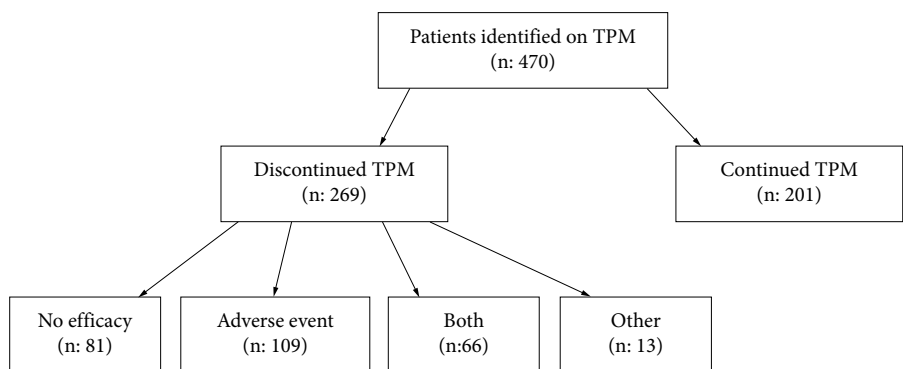 Patients identified on TPM
(n: 470)
Discontinued TPM
(n: 269)
Continued TPM
(n: 201)
No efficacy
(n: 81)
Adverse event
(n: 109)
Both
(n:66)
Other
(n: 13)